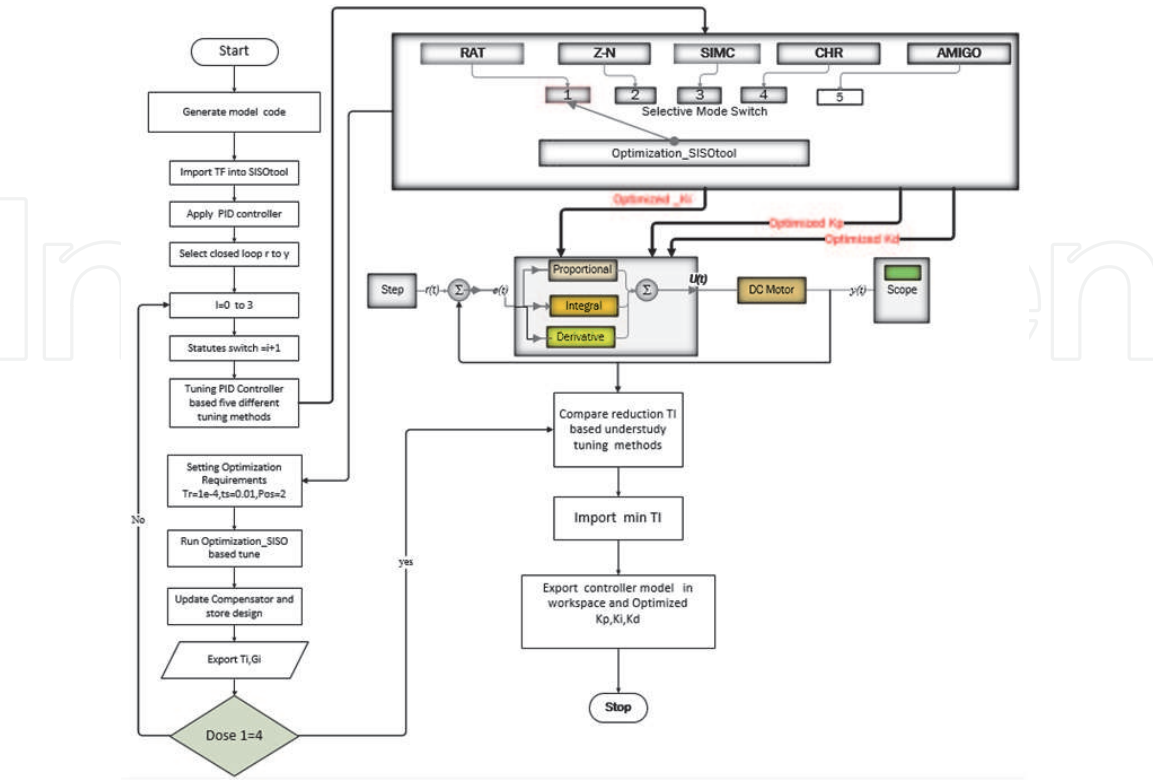 Start
Generate model code
Import TF into SISOtool
Apply PID controller
Select closed loop r to y
I=0 to 3
Statutes switch =i+1
Tuning PID Controller
based five different
tuning methods
Setting Optimization
Requirements
Tr=1e-4,ts=0.01,Pos=2
Run Optimization_SISO
based tune
Update Compensator and
store design
Export Ti,Gi
Dose 1=4
No
yes
RAT
Z-N
SIMC
CHR
AMIGO
1
2
3
4
5
Selective Mode Switch
Optimization_SISOtool
Optimized _Ki
Optimized Kp
Optimized Kd
Step
r(t)
Σ
e(t)
Proportional
Integral
Derivative
Σ
U(t)
DC Motor
y(t)
Scope
Compare reduction TI
based understudy
tuning methods
Import min TI
Export controller model in
workspace and Optimized
Kp,Ki,Kd
Stop